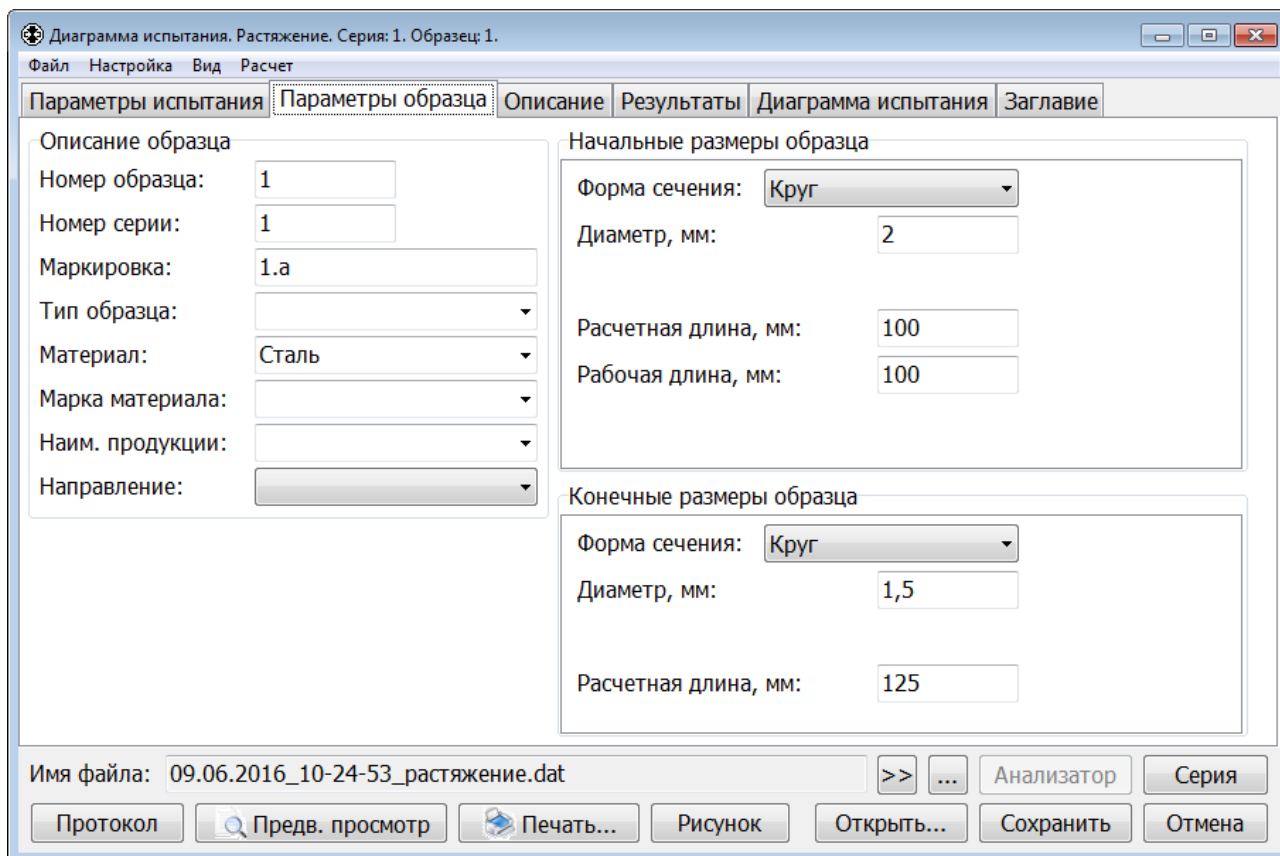 Диаграмма испытания. Растяжение. Серия: 1. Образец: 1.
Файл Настройка Вид Расчет
Параметры испытания Параметры образца Описание Результаты Диаграмма испытания Заглавие
Описание образца
Номер образца: 1
Номер серии: 1
Маркировка: 1.а
Тип образца:
Материал: Сталь
Марка материала:
Наим. продукции:
Направление:
Начальные размеры образца
Форма сечения: Круг
Диаметр, мм: 2
Расчетная длина, мм: 100
Рабочая длина, мм: 100
Конечные размеры образца
Форма сечения: Круг
Диаметр, мм: 1,5
Расчетная длина, мм: 125
Имя файла: 09.06.2016_10-24-53_растяжение.dat >> ... Анализатор Серия
Протокол Предв. просмотр Печать... Рисунок Открыть... Сохранить Отмена